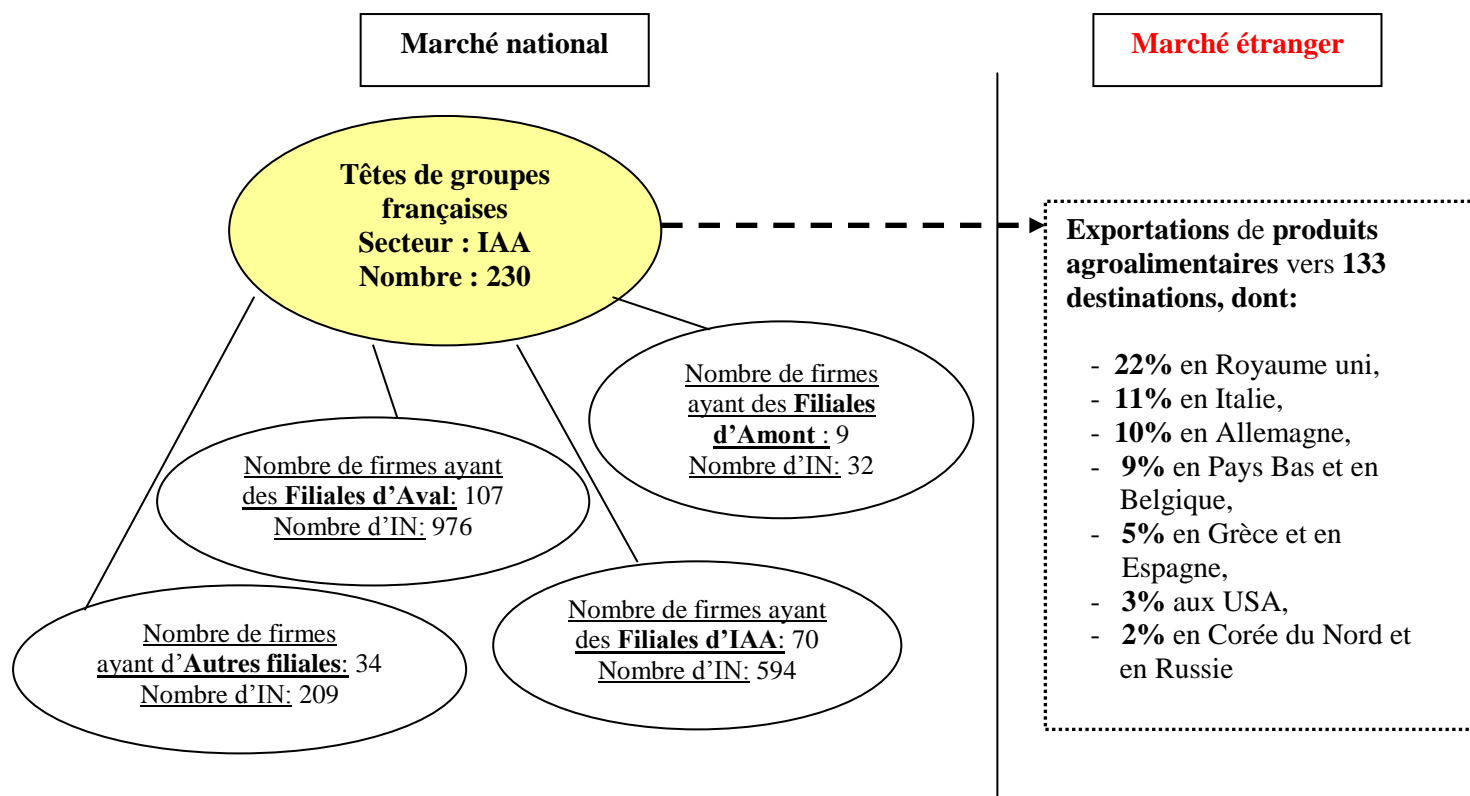 Marché national
Marché étranger
Têtes de groupes
françaises
Secteur : IAA
Nombre : 230
Nombre de firmes
ayant des Filiales
d’Amont : 9
Nombre d’IN: 32
Nombre de firmes ayant
des Filiales d’Aval: 107
Nombre d’IN: 976
Nombre de firmes ayant
des Filiales d’IAA: 70
Nombre d’IN: 594
Nombre de firmes
ayant d’Autres filiales: 34
Nombre d’IN: 209
Exportations de produits
agroalimentaires vers 133
destinations, dont:
- 22% en Royaume uni,
- 11% en Italie,
- 10% en Allemagne,
- 9% en Pays Bas et en
Belgique,
- 5% en Grèce et en
Espagne,
- 3% aux USA,
- 2% en Corée du Nord et
en Russie